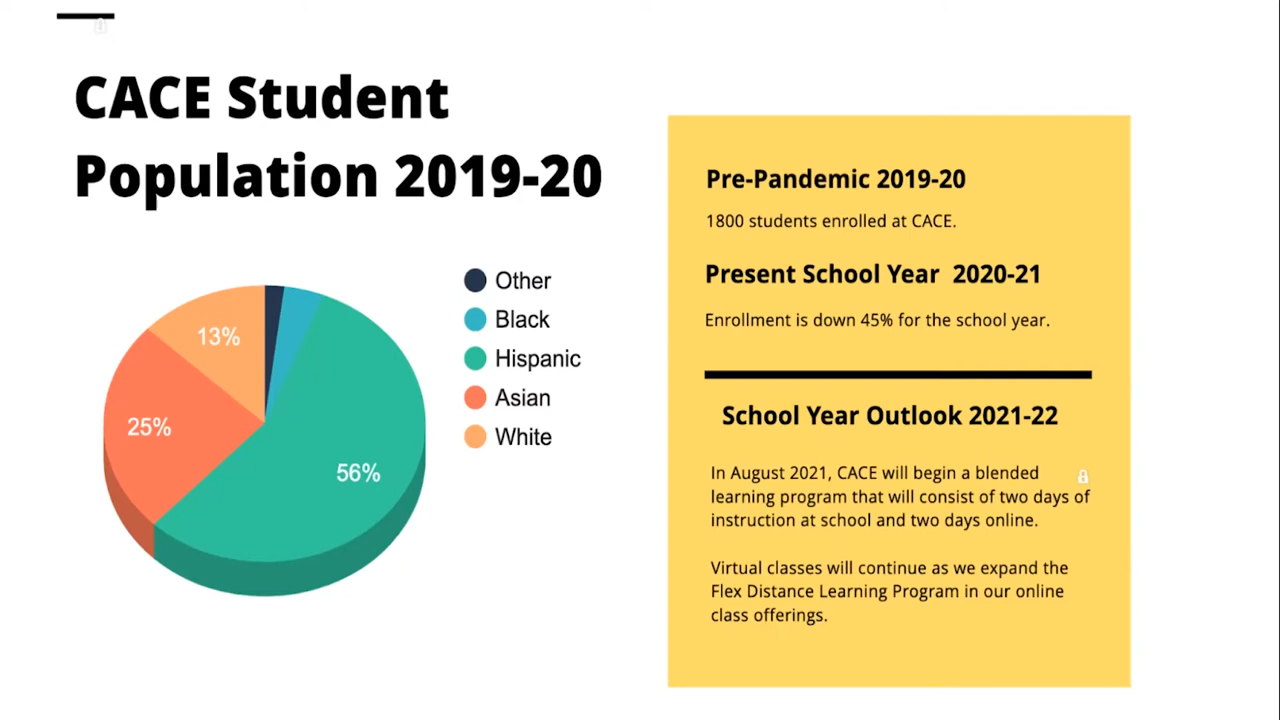 CACE Student
Population 2019-20
Other
Black
Hispanic
Asian
White
13%
25%
56%
Pre-Pandemic 2019-20
1800 students enrolled at CACE.
Present School Year 2020-21
Enrollment is down 45% for the school year.
School Year Outlook 2021-22
In August 2021, CACE will begin a blended
learning program that will consist of two days of
instruction at school and two days online.
Virtual classes will continue as we expand the
Flex Distance Learning Program in our online
class offerings.